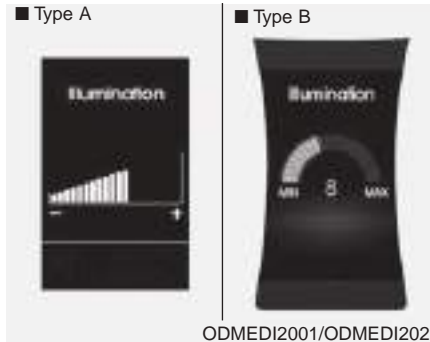 ■ Type A
■ Type B
Illumination
Illumination
− +
MIN 8 MAX
ODMEDI2001/ODMEDI202